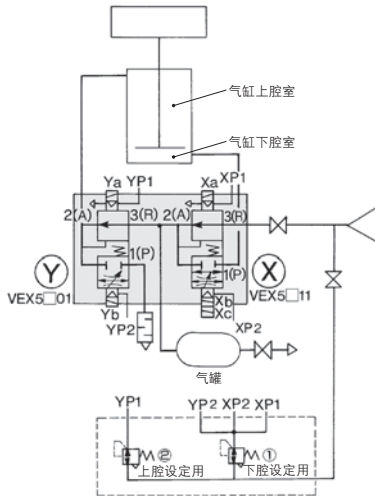 气缸上腔室
气缸下腔室
Ya YP1 Xa XP1
2(A) 3(R) 2(A) 3(R)
1(P) 1(P)
Y X
VEX5□01 VEX5□11
Yb Xb
YP2 Xc XP2
气罐
YP1 YP2 XP2 XP1
② ①
上腔设定用 下腔设定用